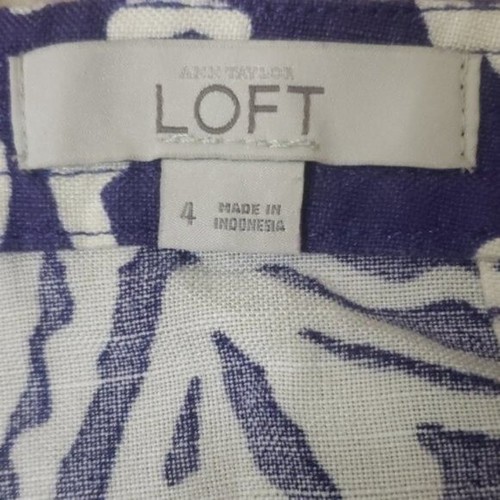 ANN TAYLOR
LOFT
4 MADE IN
INDONESIA